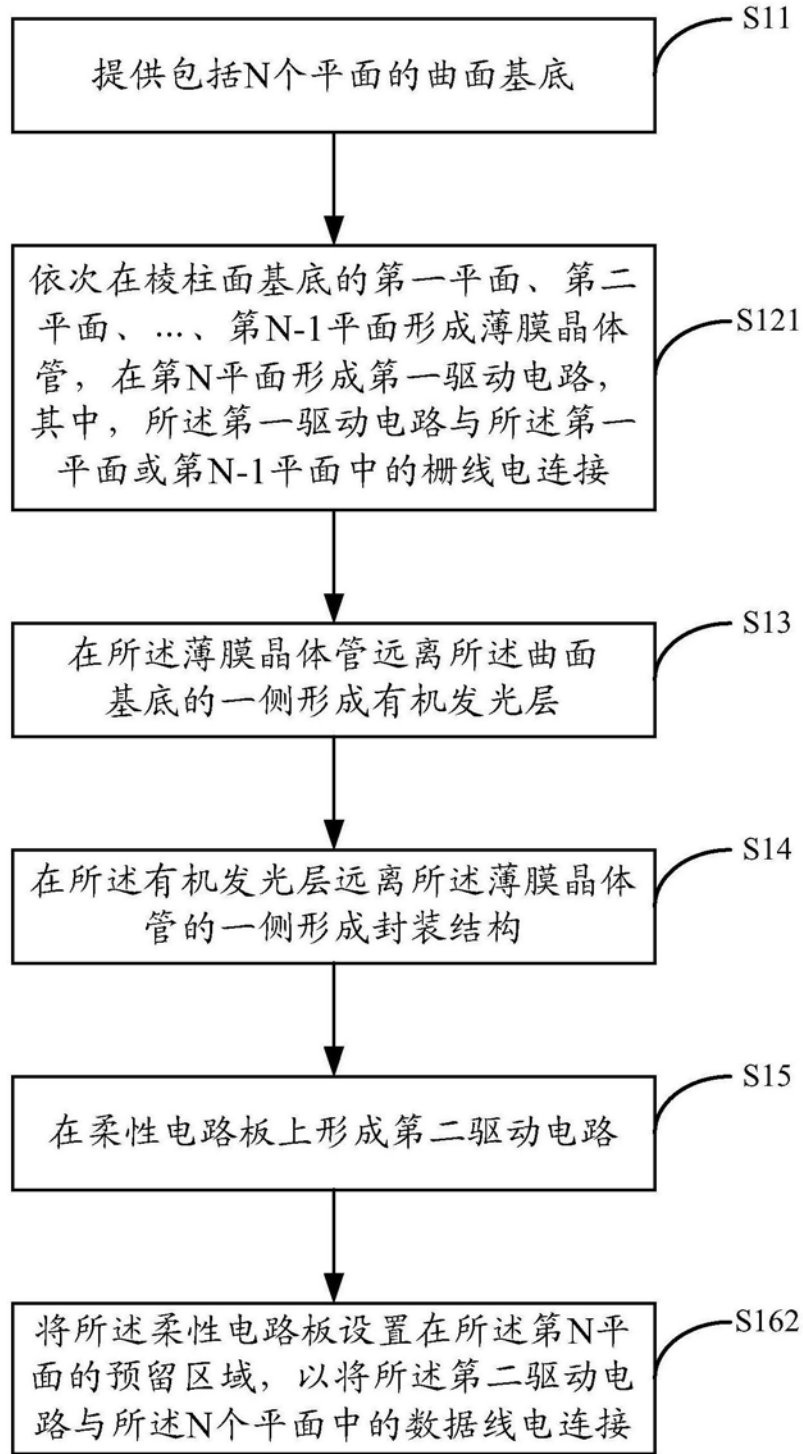 S11
提供包括N个平面的曲面基底
依次在棱柱面基底的第一平面、第二
平面、...、第N-1平面形成薄膜晶体
管，在第N平面形成第一驱动电路，
其中，所述第一驱动电路与所述第一
平面或第N-1平面中的栅线电连接
S121
在所述薄膜晶体管远离所述曲面
基底的一侧形成有机发光层
S13
在所述有机发光层远离所述薄膜晶体
管的一侧形成封装结构
S14
在柔性电路板上形成第二驱动电路
S15
将所述柔性电路板设置在所述第N平
面的预留区域，以将所述第二驱动电
路与所述N个平面中的数据线电连接
S162